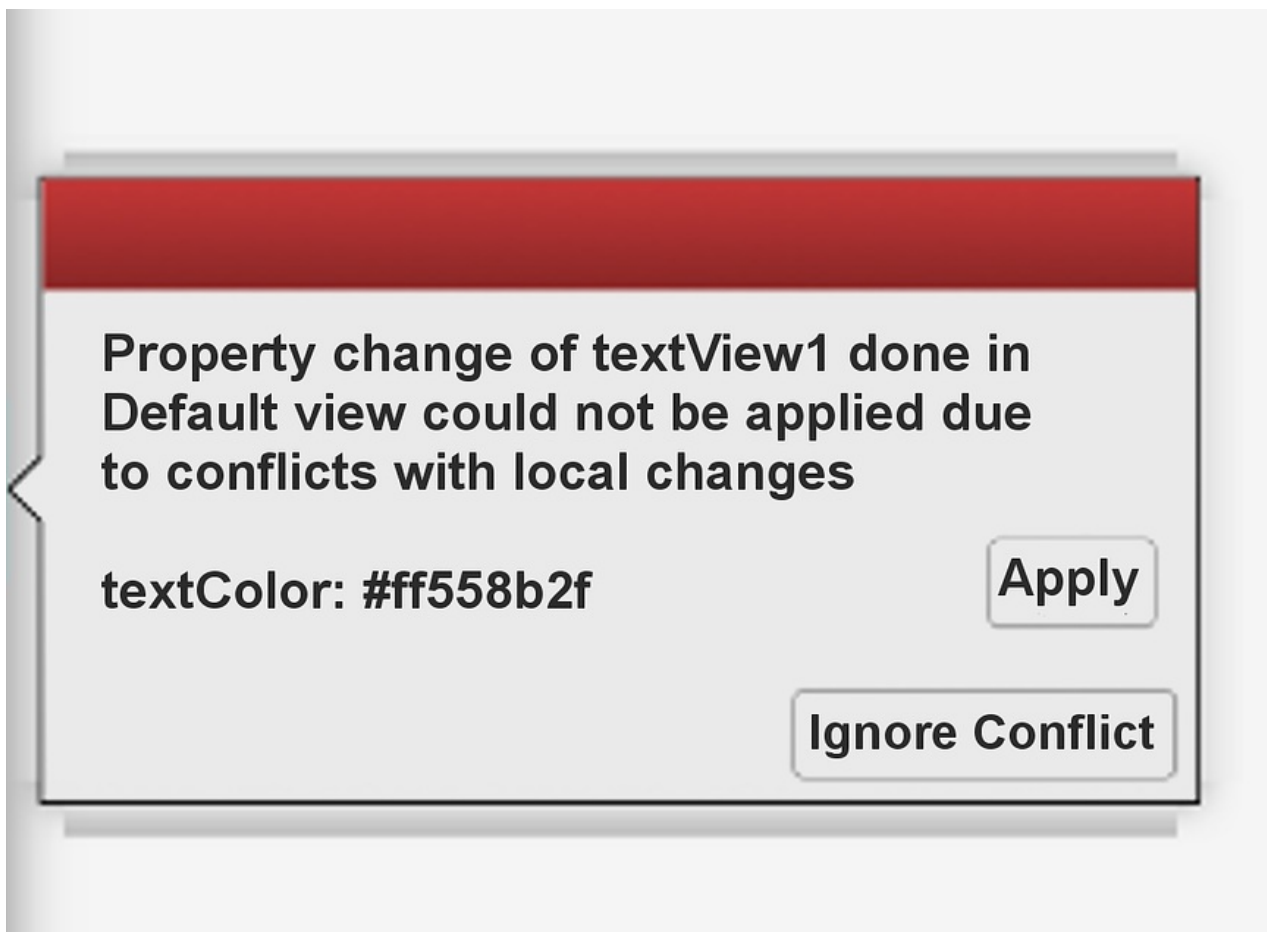 Property change of textView1 done in
Default view could not be applied due
to conflicts with local changes
textColor: #ff558b2f
Apply
Ignore Conflict